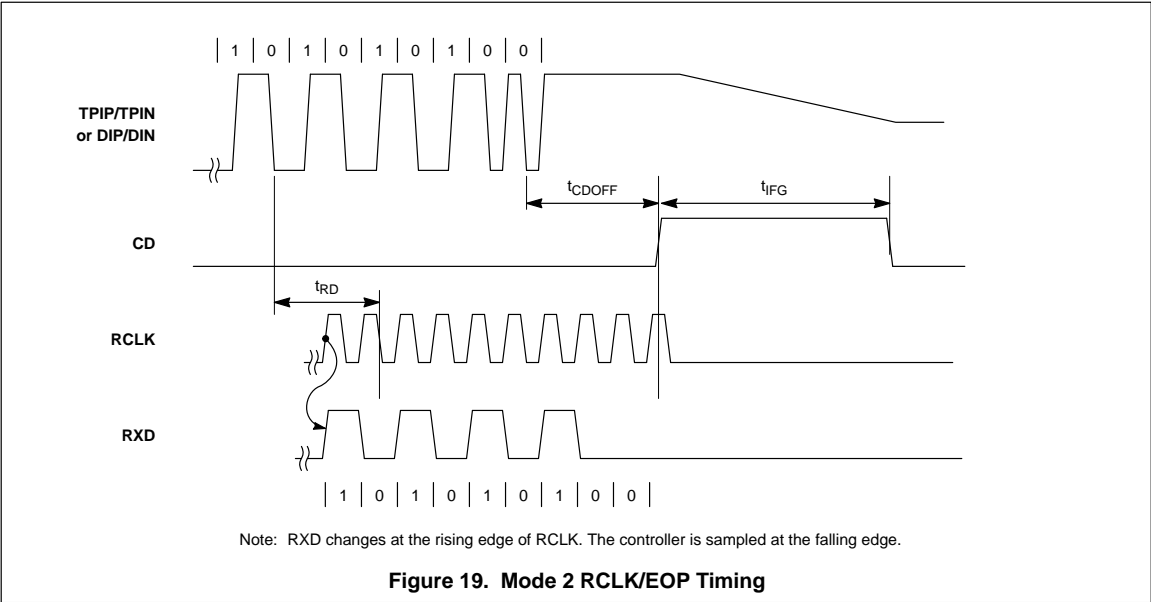 | 1 | 0 | 1 | 0 | 1 | 0 | 1 | 0 | 0 |
TPIP/TPIN
or DIP/DIN
tCDOFF
tIFG
CD
tRD
RCLK
RXD
| 1 | 0 | 1 | 0 | 1 | 0 | 1 | 0 | 0 |
Note: RXD changes at the rising edge of RCLK. The controller is sampled at the falling edge.
Figure 19. Mode 2 RCLK/EOP Timing